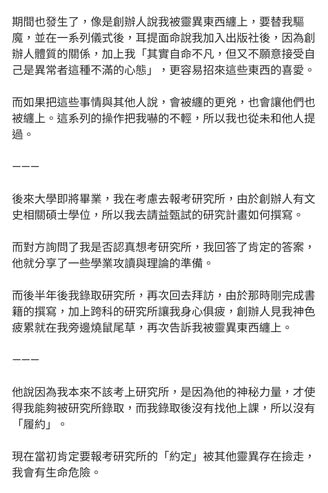 期間也發生了，像是創辦人說我被靈異東西纏上，要替我驅
魔，並在一系列儀式後，耳提面命說我加入出版社後，因為創
辦人體質的關係，加上我「其實自命不凡，但又不願意接受自
己是異常者這種不滿的心態」，更容易招來這些東西的喜愛。
而如果把這些事情與其他人說，會被纏的更兇，也會讓他們也
被纏上。這系列的操作把我嚇的不輕，所以我也從未和他人提
過。
———
後來大學即將畢業，我在考慮去報考研究所，由於創辦人有文
史相關碩士學位，所以我去請益甄試的研究計畫如何撰寫。
而對方詢問了我是否認真想考研究所，我回答了肯定的答案，
他就分享了一些學業攻讀與理論的準備。
而後半年後我錄取研究所，再次回去拜訪，由於那時剛完成書
籍的撰寫，加上跨科的研究所讓我身心俱疲，創辦人見我神色
疲累就在我旁邊燒鼠尾草，再次告訴我被靈異東西纏上。
———
他說因為我本來不該考上研究所，是因為他的神秘力量，才使
得我能夠被研究所錄取，而我錄取後沒有找他上課，所以沒有
「履約」。
現在當初肯定要報考研究所的「約定」被其他靈異存在撿走，
我會有生命危險。